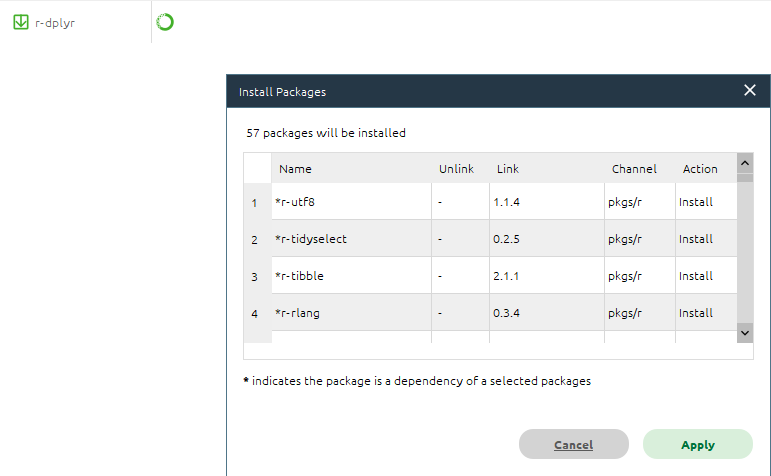 r-dplyr
Install Packages
57 packages will be installed
Name Unlink Link Channel Action
1 *r-utf8 - 1.1.4 pkgs/r Install
2 *r-tidyselect - 0.2.5 pkgs/r Install
3 *r-tibble - 2.1.1 pkgs/r Install
4 *r-rlang - 0.3.4 pkgs/r Install
* indicates the package is a dependency of a selected packages
Cancel Apply